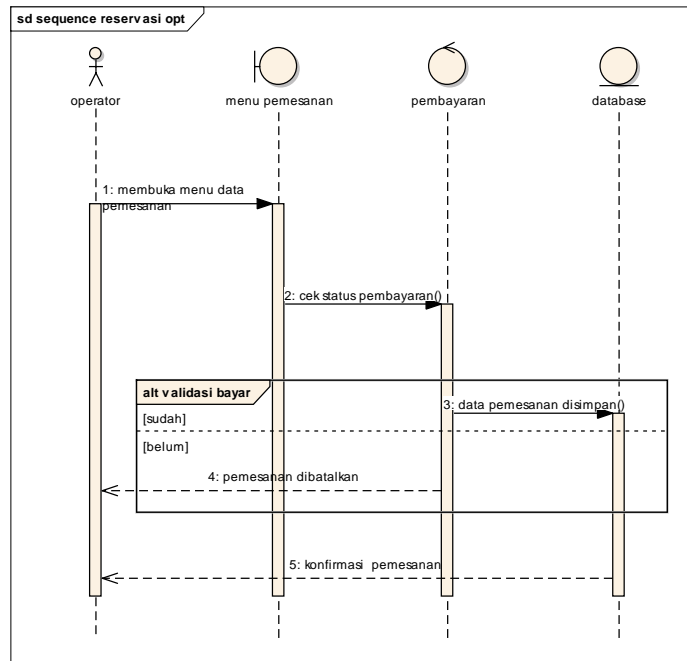 sd sequence reservasi opt
operator
menu pemesanan
pembayaran
database
1: membuka menu data
pemesanan
2: cek status pembayaran()
alt validasi bayar
3: data pemesanan disimpan()
[sudah]
[belum]
4: pemesanan dibatalkan
5: konfirmasi pemesanan